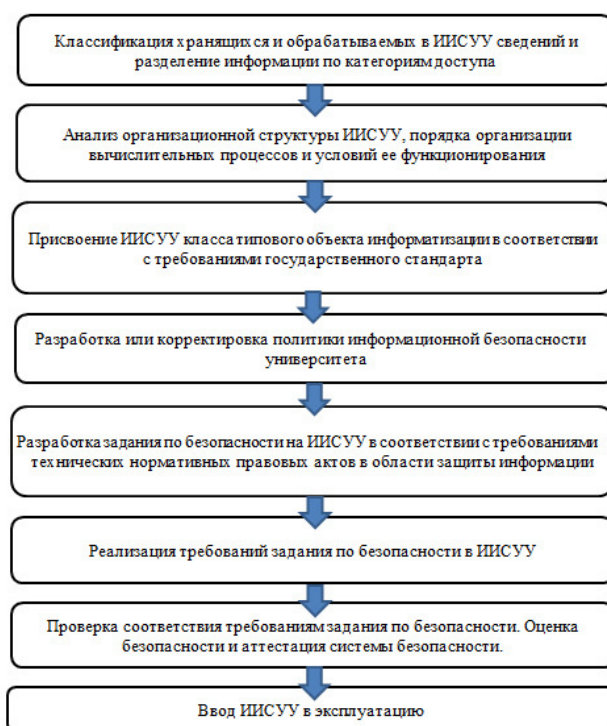 Классификация хранящихся и обрабатываемых в ИИСУУ сведений и
разделение информации по категориям доступа
Анализ организационной структуры ИИСУУ, порядка организации
вычислительных процессов и условий ее функционирования
Присвоение ИИСУУ класса типового объекта информатизации в соответствии
с требованиями государственного стандарта
Разработка или корректировка политики информационной безопасности
университета
Разработка задания по безопасности на ИИСУУ в соответствии с требованиями
технических нормативных правовых актов в области защиты информации
Реализация требований задания по безопасности в ИИСУУ
Проверка соответствия требованиям задания по безопасности. Оценка
безопасности и аттестация системы безопасности.
Ввод ИИСУУ в эксплуатацию